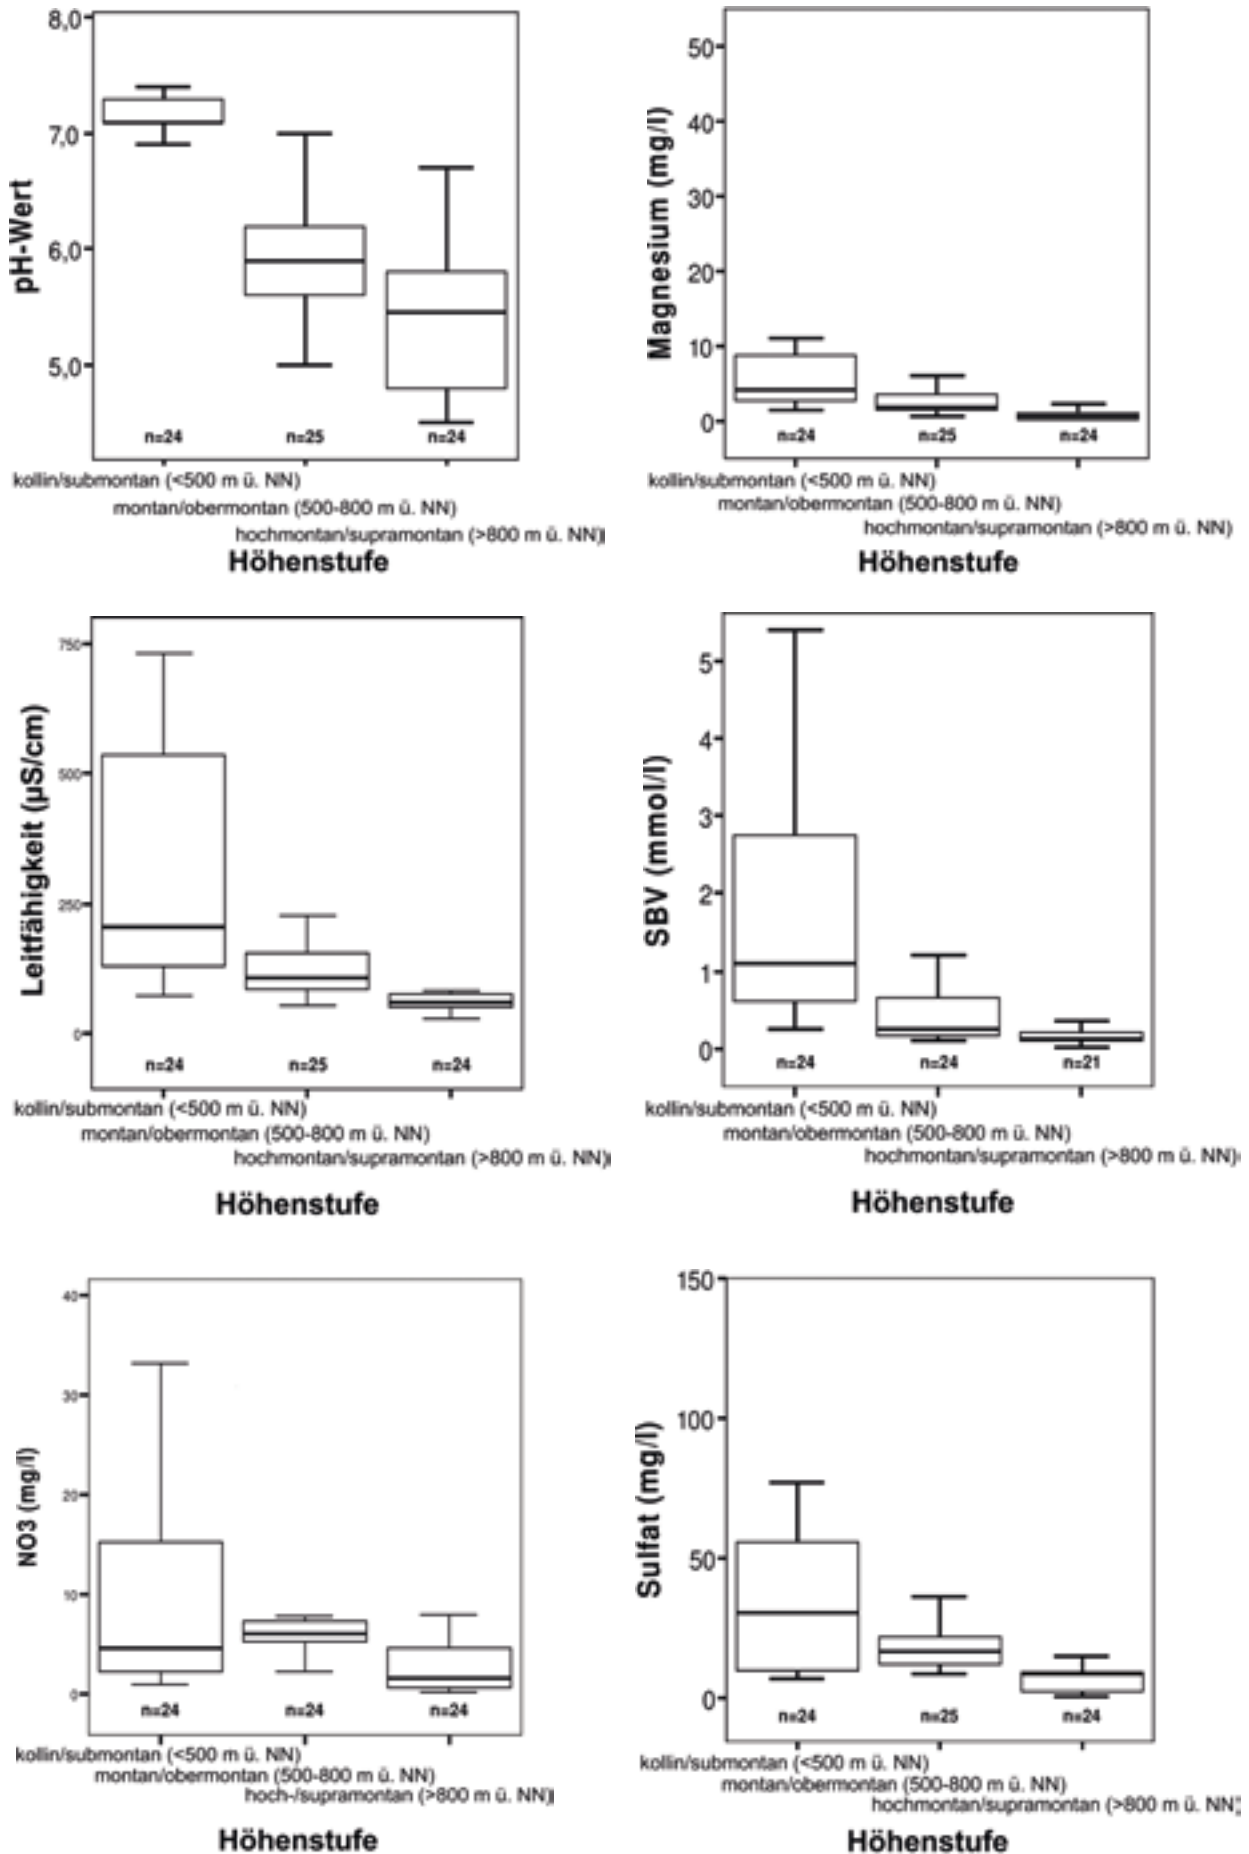 8,0
7,0
6,0
5,0
pH-Wert
n=24
n=25
n=24
kollin/submontan (<500 m ü. NN)
montan/obermontan (500-800 m ü. NN)
hochmontan/supramontan (>800 m ü. NN)
Höhenstufe
50
40
30
20
10
0
Magnesium (mg/l)
n=24
n=25
n=24
kollin/submontan (<500 m ü. NN)
montan/obermontan (500-800 m ü. NN)
hochmontan/supramontan (>800 m ü. NN)
Höhenstufe
750
500
250
0
Leitfähigkeit (µS/cm)
n=24
n=25
n=24
kollin/submontan (<500 m ü. NN)
montan/obermontan (500-800 m ü. NN)
hochmontan/supramontan (>800 m ü. NN)
Höhenstufe
5
4
3
2
1
0
SBV (mmol/l)
n=24
n=24
n=21
kollin/submontan (<500 m ü. NN)
montan/obermontan (500-800 m ü. NN)
hochmontan/supramontan (>800 m ü. NN)
Höhenstufe
40
30
20
10
0
NO3 (mg/l)
n=24
n=24
n=24
kollin/submontan (<500 m ü. NN)
montan/obermontan (500-800 m ü. NN)
hoch-/supramontan (>800 m ü. NN)
Höhenstufe
150
100
50
0
Sulfat (mg/l)
n=24
n=25
n=24
kollin/submontan (<500 m ü. NN)
montan/obermontan (500-800 m ü. NN)
hochmontan/supramontan (>800 m ü. NN)
Höhenstufe